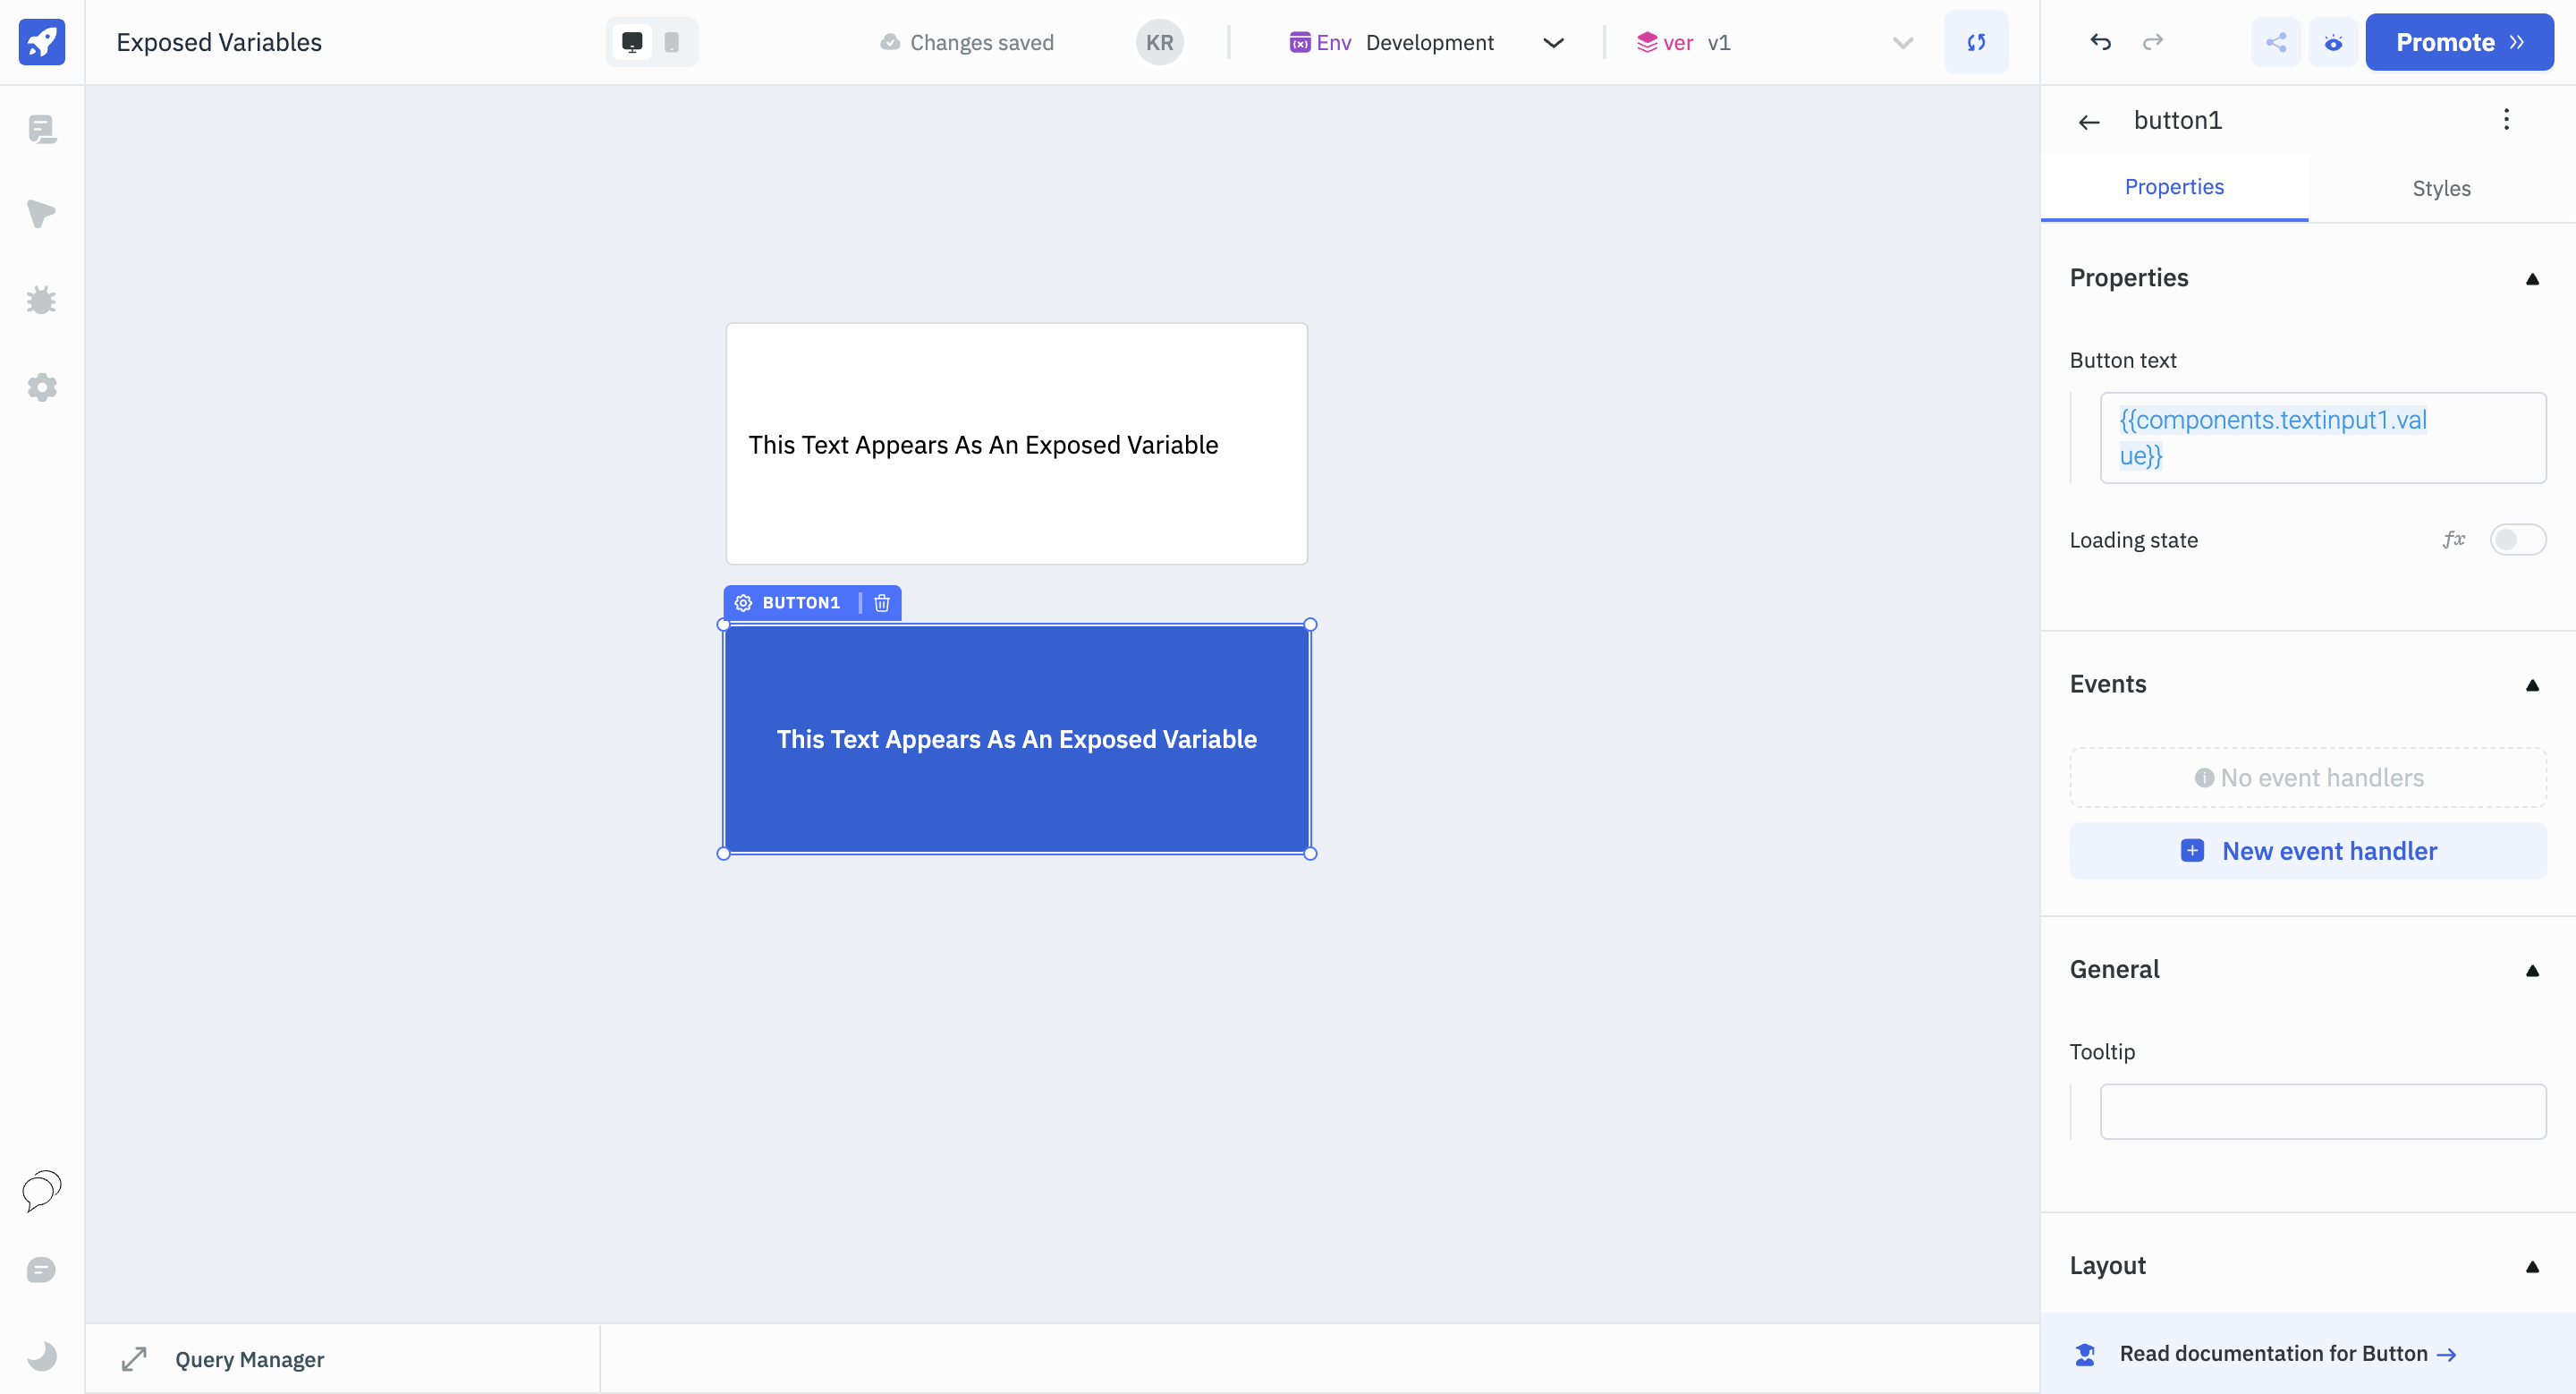 Exposed Variables
Changes saved
KR
Env Development
ver v1
Promote
button1
Properties
Styles
Properties
Button text
{{components.textinput1.val
ue}}
Loading state
fx
This Text Appears As An Exposed Variable
BUTTON1
This Text Appears As An Exposed Variable
Events
No event handlers
New event handler
General
Tooltip
Layout
Query Manager
Read documentation for Button →